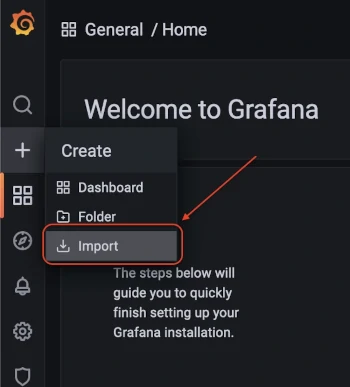 General / Home
Welcome to Grafana
Create
Dashboard
Folder
Import
The steps below will
guide you to quickly
finish setting up your
Grafana installation.